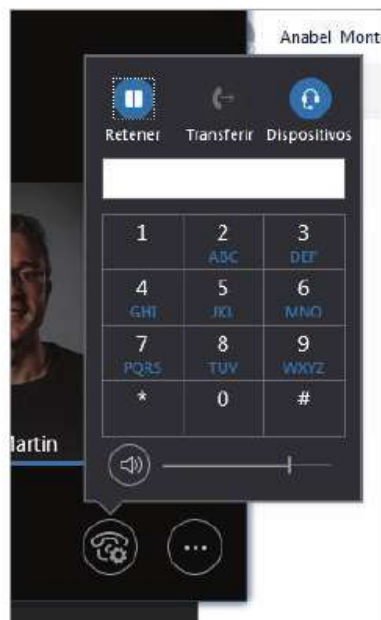 Anabel Mont
Retener Transferir Dispositivos
1 2 3
ABC DEF
4 5 6
GHI JKL MNO
7 8 9
PQRS TUV WXYZ
* 0 #
Martin